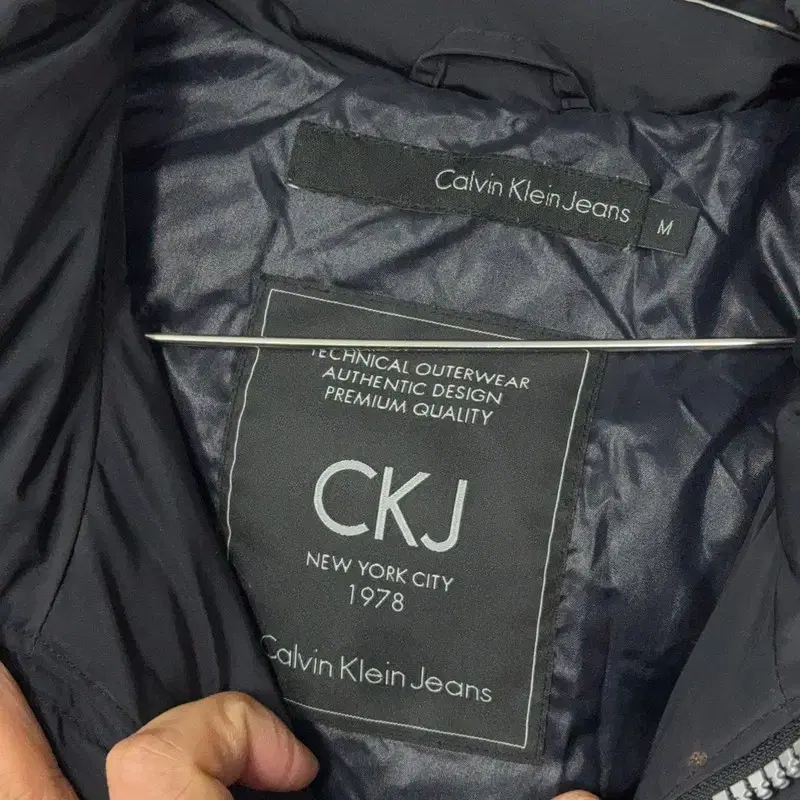 Calvin Klein Jeans
M
TECHNICAL OUTERWEAR
AUTHENTIC DESIGN
PREMIUM QUALITY
CKJ
NEW YORK CITY
1978
Calvin Klein Jeans